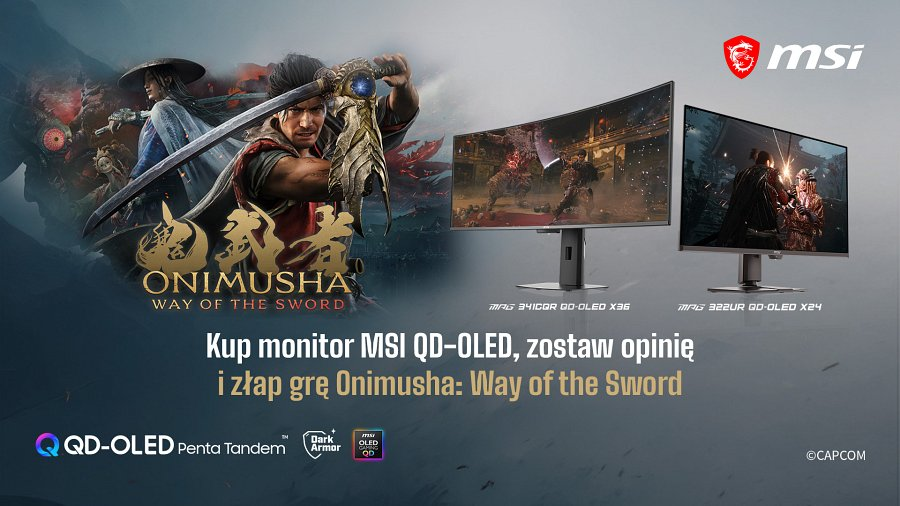 msi
鬼武者
ONIMUSHA
WAY OF THE SWORD
MPG 341CQR QD-OLED X36
MPG 322UR QD-OLED X24
Kup monitor MSI QD-OLED, zostaw opinię
i złap grę Onimusha: Way of the Sword
QD-OLED Penta Tandem™
Dark Armor
msi OLED GAMING QD
©CAPCOM